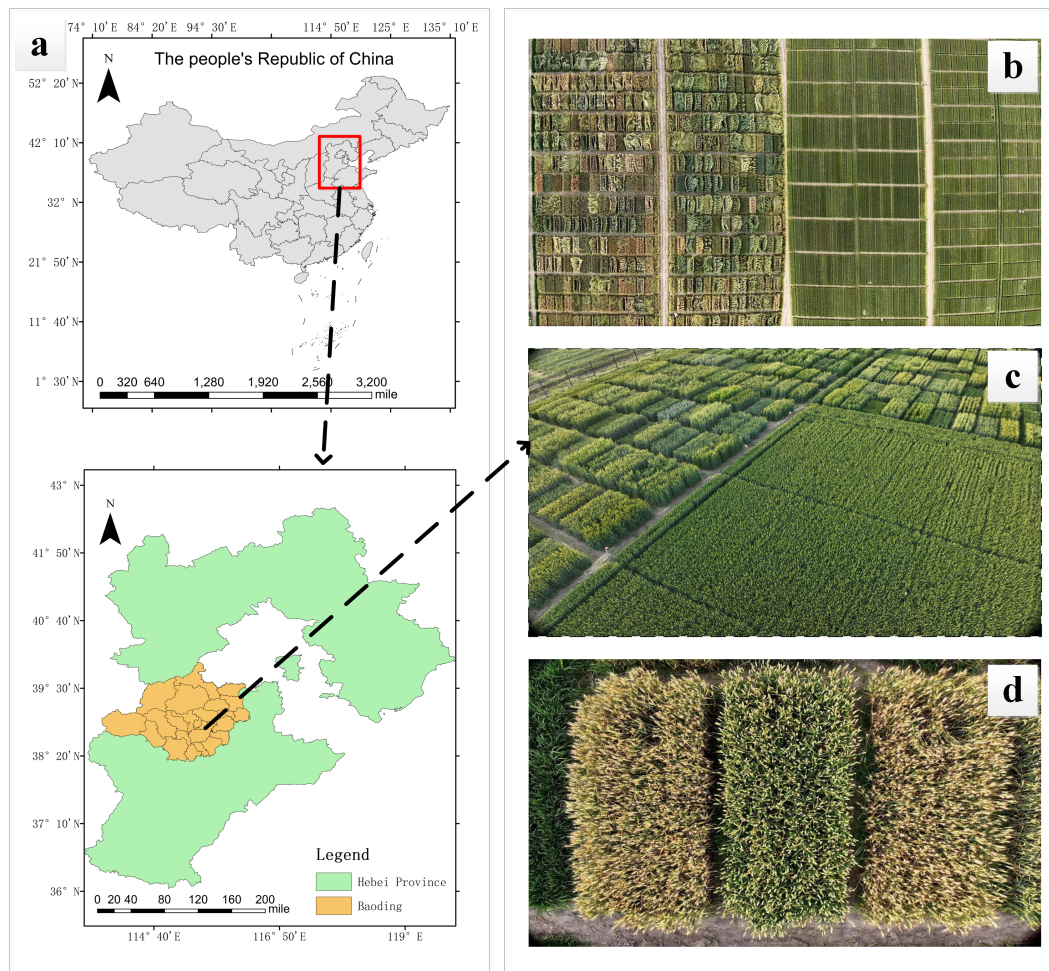 a
74° 10′E 84° 20′E 94° 30′E 114° 50′E 135° 10′E
The people's Republic of China
N
52° 20′N
42° 10′N
32° N
21° 50′N
11° 40′N
1° 30′N
0 320 640 1,280 1,920 2,560 3,200
mile
43° N
N
41° 50′N
40° 40′N
39° 30′N
38° 20′N
37° 10′N
36° N
Legend
Hebei Province
Baoding
0 20 40 80 120 160 200
mile
114° 40′E 116° 50′E 119° E
b
c
d